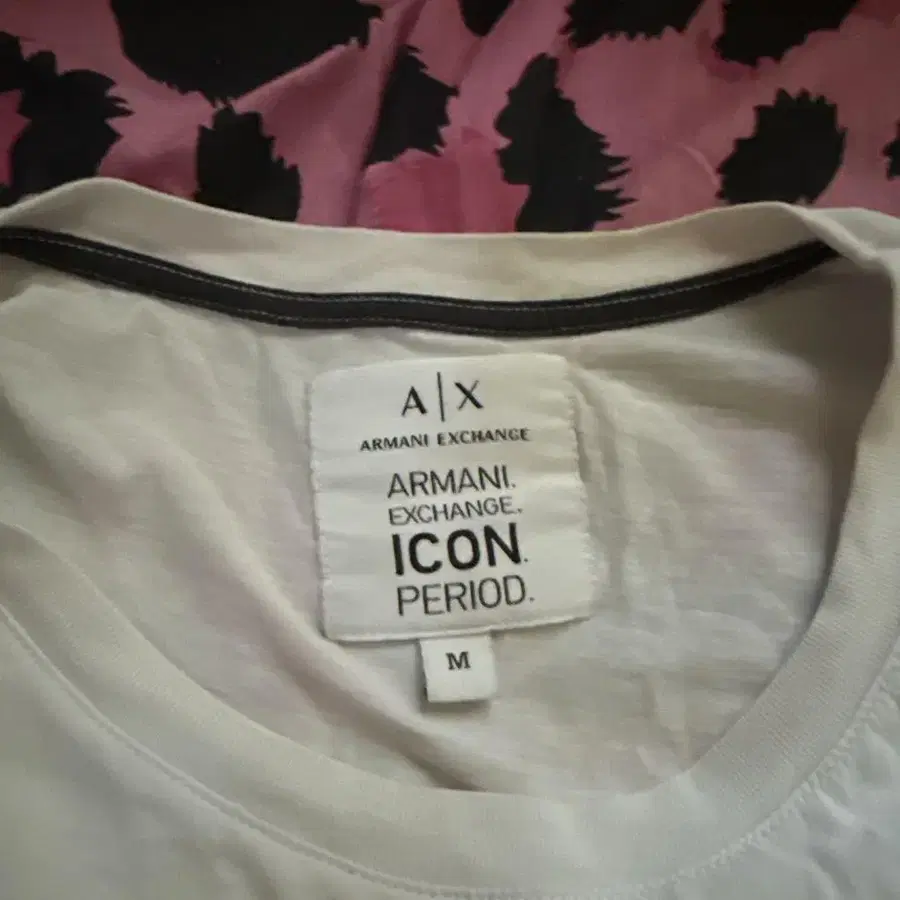 A|X
ARMANI EXCHANGE
ARMANI.
EXCHANGE.
ICON.
PERIOD.
M